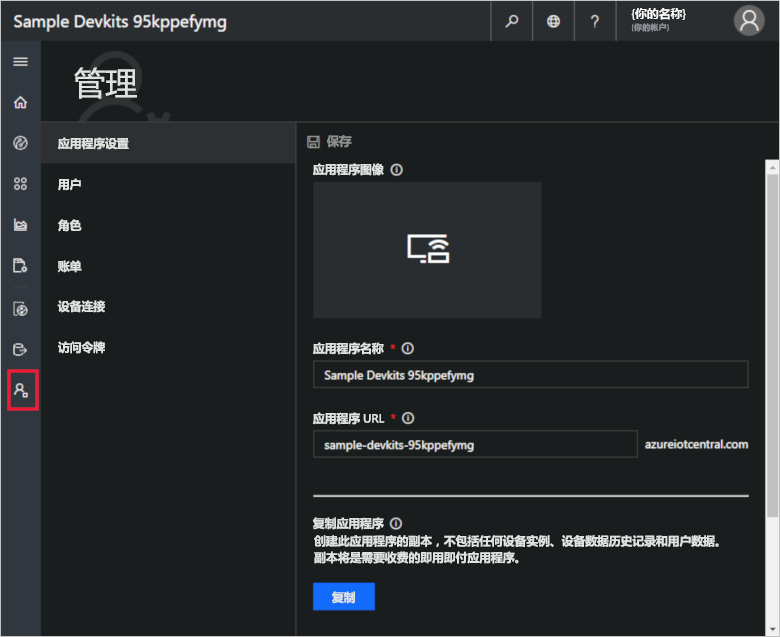 Sample Devkits 95kppefymg
?
{你的名称}
{你的帐户}
管理
应用程序设置
用户
角色
账单
设备连接
访问令牌
保存
应用程序图像
应用程序名称 *
Sample Devkits 95kppefymg
应用程序 URL *
sample-devkits-95kppefymg
azureiotcentral.com
复制应用程序
创建此应用程序的副本，不包括任何设备实例、设备数据历史记录和用户数据。
副本将是需要收费的即用即付应用程序。
复制